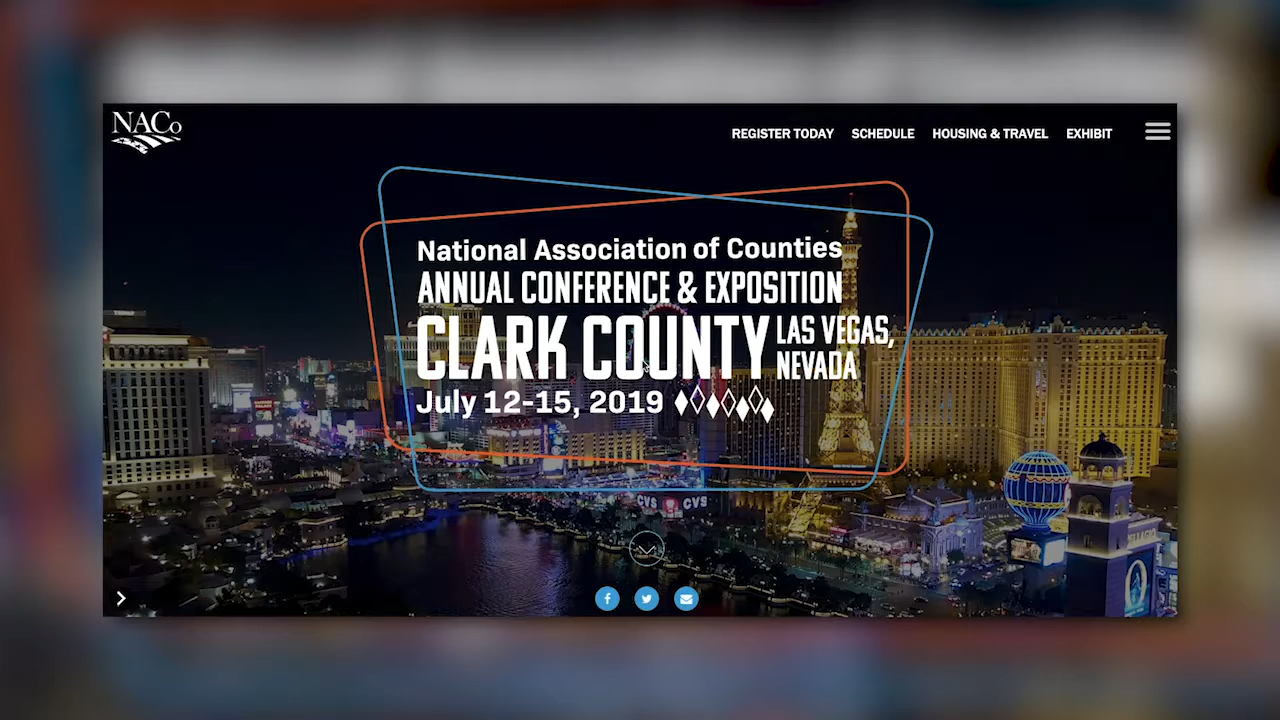 NACo
REGISTER TODAY SCHEDULE HOUSING & TRAVEL EXHIBIT
National Association of Counties
ANNUAL CONFERENCE & EXPOSITION
CLARK COUNTY LAS VEGAS,
NEVADA
July 12-15, 2019
CVS CVS